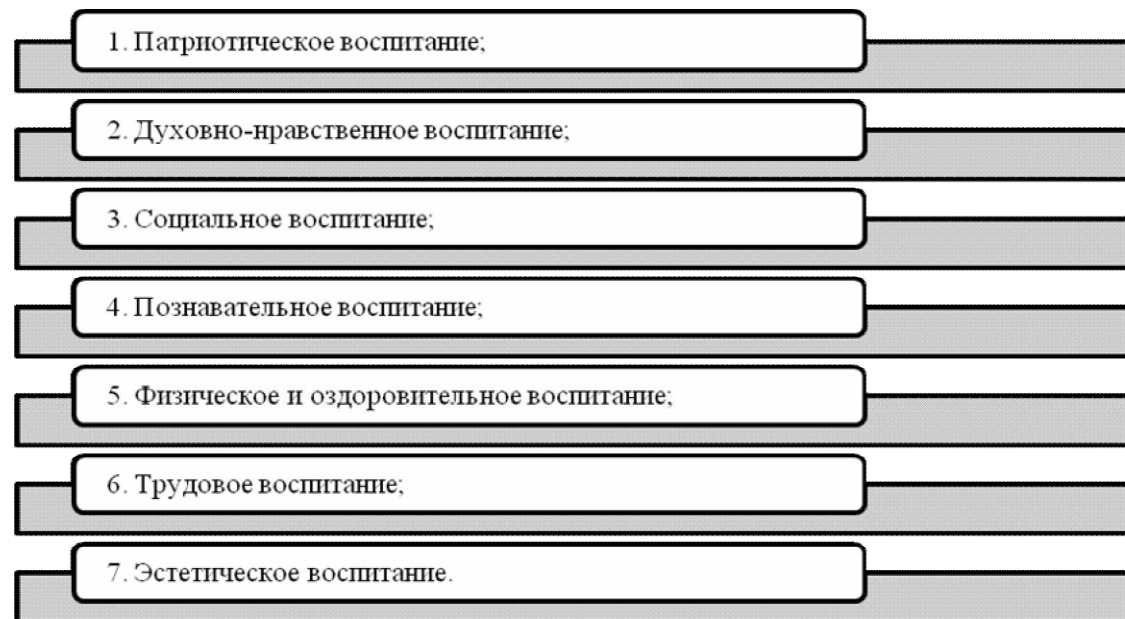 1. Патриотическое воспитание;
2. Духовно-нравственное воспитание;
3. Социальное воспитание;
4. Познавательное воспитание;
5. Физическое и оздоровительное воспитание;
6. Трудовое воспитание;
7. Эстетическое воспитание.